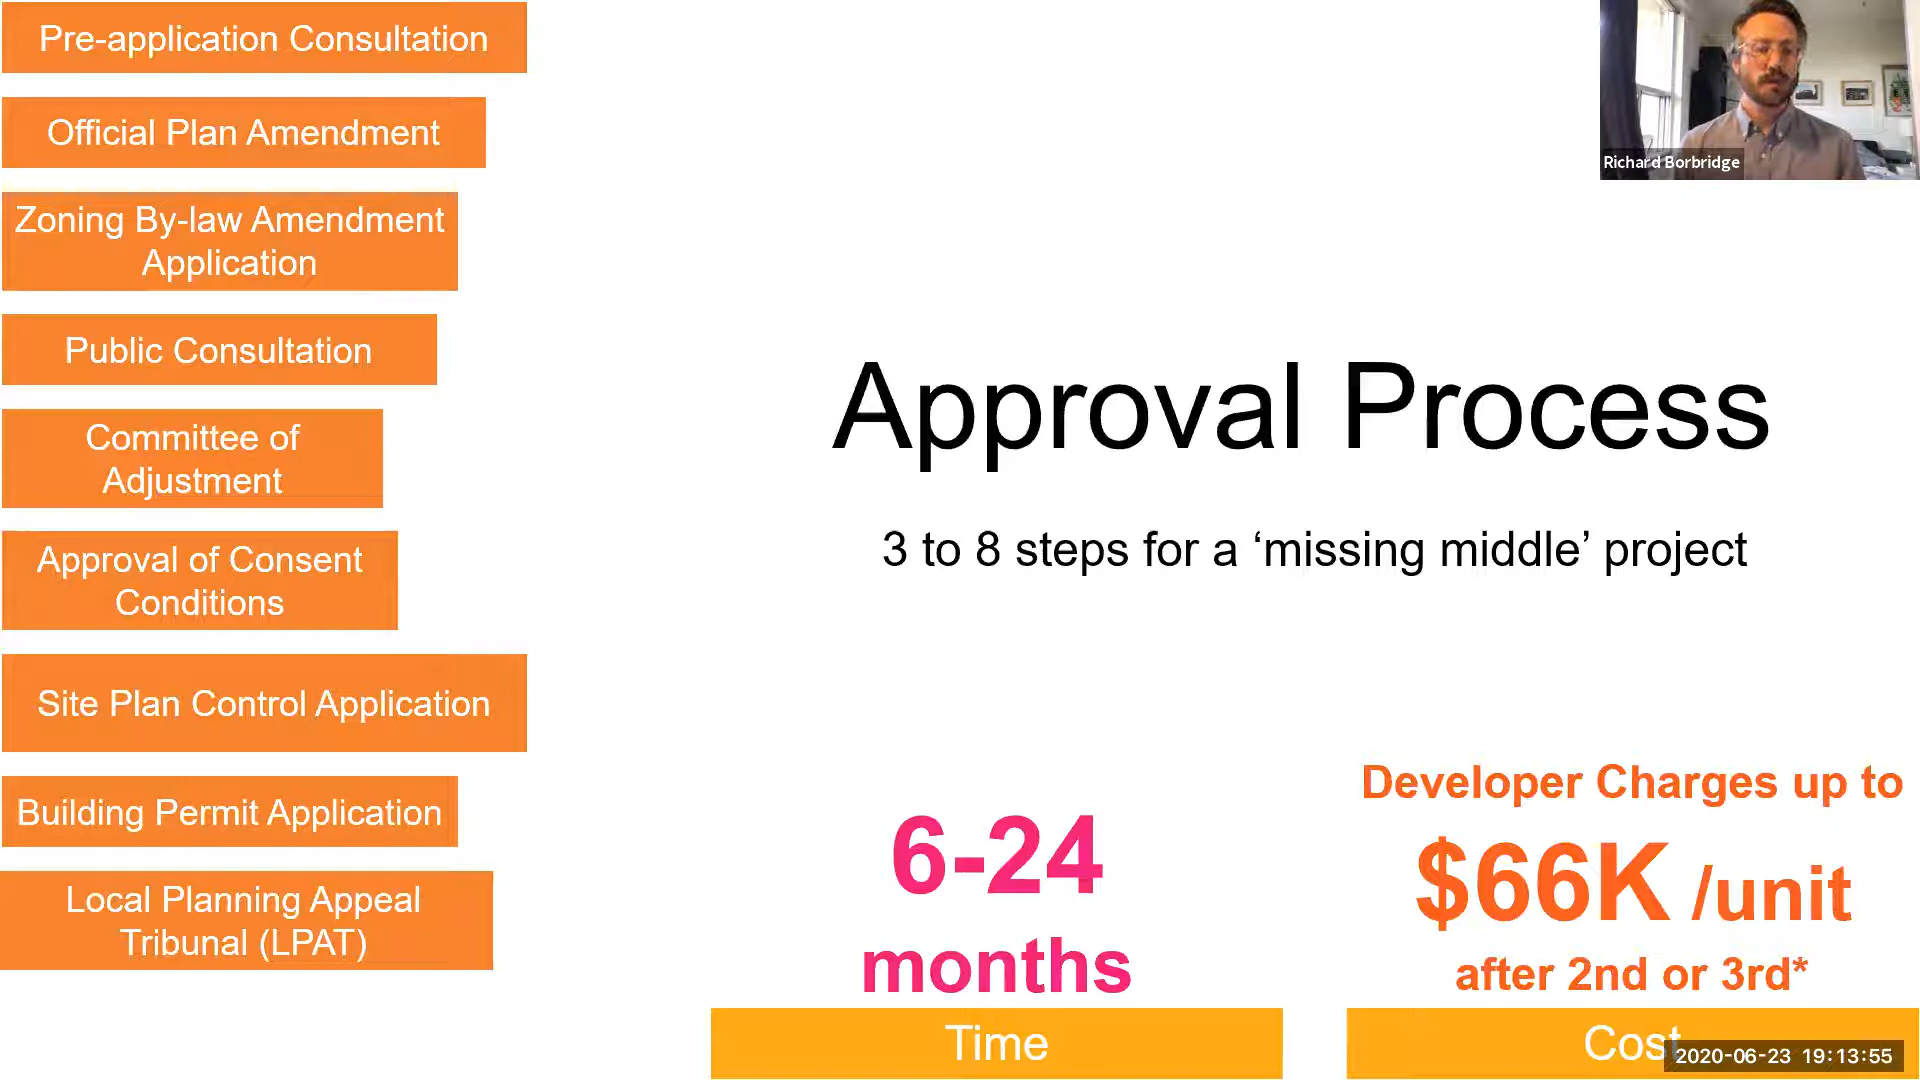 Pre-application Consultation
Official Plan Amendment
Zoning By-law Amendment
Application
Public Consultation
Committee of
Adjustment
Approval of Consent
Conditions
Site Plan Control Application
Building Permit Application
Local Planning Appeal
Tribunal (LPAT)
Richard Borbridge
Approval Process
3 to 8 steps for a ‘missing middle’ project
6-24
months
Time
Developer Charges up to
$66K /unit
after 2nd or 3rd*
Cost
2020-06-23 19:13:55